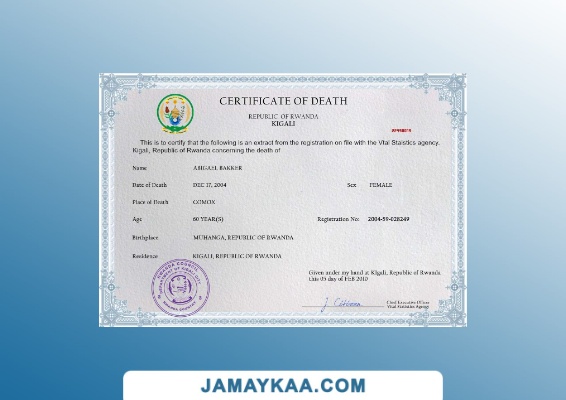 CERTIFICATE OF DEATH
REPUBLIC OF RWANDA
KIGALI
This is to certify that the following is an extract from the registration on file with the Vital Staistics agency.
Kigali, Republic of Rwanda concerning the death of
Name ABIGAEL BAKKER
Date of Death DEC 17, 2004 Sex FEMALE
Place of Death COMOX
Age 60 YEAR(S) Registration No: 2004-59-028249
Birthplace MUHANGA, REPUBLIC OF RWANDA
Residence KIGALI, REPUBLIC OF RWANDA
Given under my hand at Kigali, Republic of Rwanda.
this 05 day of FEB 2010
Chief Executive Officer
Vital Statistics Agency
JAMAYKAA.COM